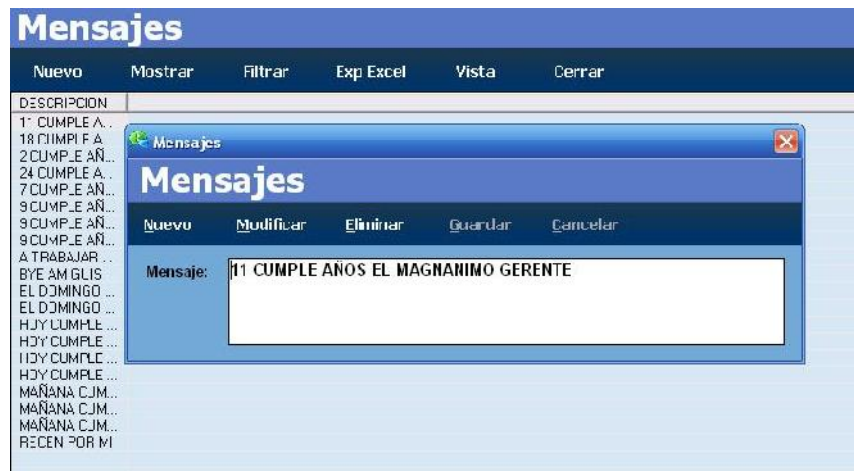 Mensajes
Nuevo Mostrar Filtrar Exp Excel Vista Cerrar
DESCRIPCION
11 CUMPLE A...
18 CUMPLE A
2 CUMPLE AÑ...
24 CUMPLE A...
7 CUMPLE AÑ...
9 CUMPLE AÑ...
9 CUMPLE AÑ...
9 CUMPLE AÑ...
A TRABAJAR ...
BYE AMIGUIS
EL DOMINGO ...
EL DOMINGO ...
HOY CUMPLE ...
HOY CUMPLE ...
HOY CUMPLE ...
HOY CUMPLE ...
MAÑANA CUM...
MAÑANA CUM...
MAÑANA CUM...
RECEN POR MI
Mensajes
Mensajes
Nuevo Modificar Eliminar Guardar Cancelar
Mensaje: 11 CUMPLE AÑOS EL MAGNANIMO GERENTE